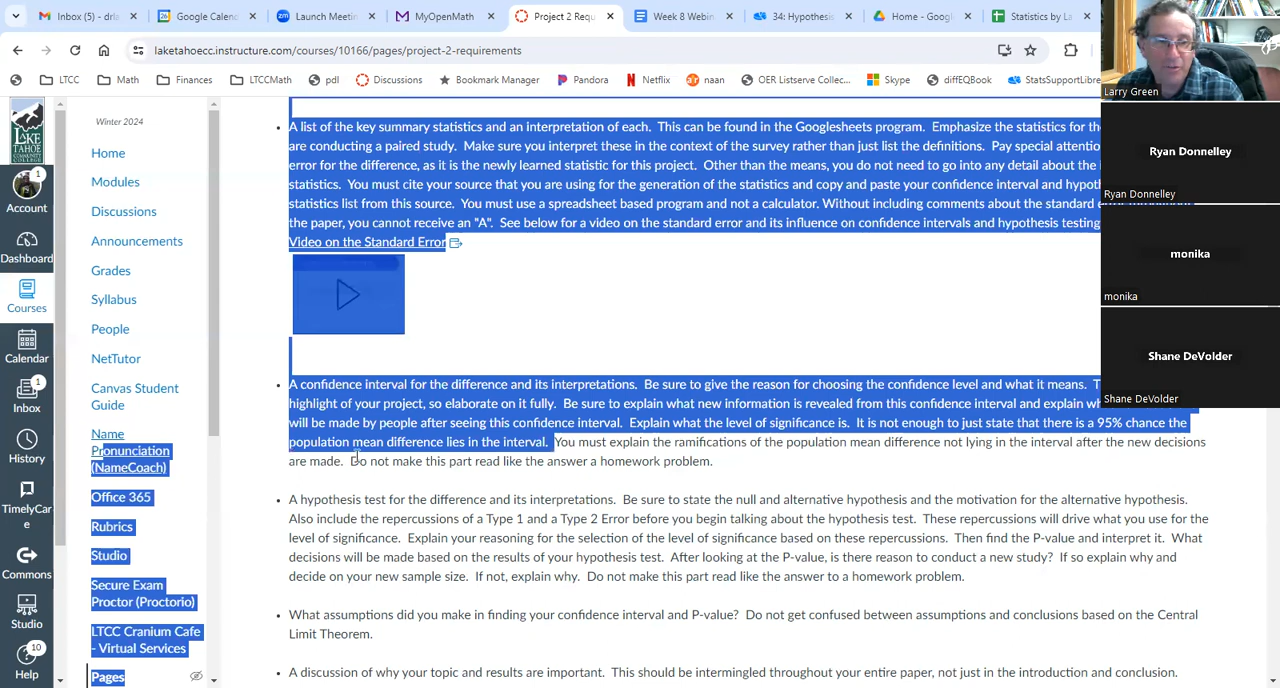 Inbox (5) - drla
Google Calend
Launch Meetin
MyOpenMath
Project 2 Requ
Week 8 Webin
34: Hypothesis
Home - Googl
Statistics by La
laketahoecc.instructure.com/courses/10166/pages/project-2-requirements
LTCC
Math
Finances
LTCCMath
pdl
Discussions
Bookmark Manager
Pandora
Netflix
naan
OER Listserve Collec...
Skype
diffEQBook
StatsSupportLibre
Account
Dashboard
Courses
Calendar
Inbox
History
TimelyCar
e
Commons
Studio
Help
1
1
10
Winter 2024
Home
Modules
Discussions
Announcements
Grades
Syllabus
People
NetTutor
Canvas Student
Guide
Name
Pronunciation
(NameCoach)
Office 365
Rubrics
Studio
Secure Exam
Proctor (Proctorio)
LTCC Cranium Cafe
- Virtual Services
Pages
A list of the key summary statistics and an interpretation of each. This can be found in the Googlesheets program. Emphasize the statistics for the
are conducting a paired study. Make sure you interpret these in the context of the survey rather than just list the definitions. Pay special attentio
error for the difference, as it is the newly learned statistic for this project. Other than the means, you do not need to go into any detail about the
statistics. You must cite your source that you are using for the generation of the statistics and copy and paste your confidence interval and hypoth
statistics list from this source. You must use a spreadsheet based program and not a calculator. Without including comments about the standard
the paper, you cannot receive an "A". See below for a video on the standard error and its influence on confidence intervals and hypothesis testing
Video on the Standard Error
A confidence interval for the difference and its interpretations. Be sure to give the reason for choosing the confidence level and what it means. T
highlight of your project, so elaborate on it fully. Be sure to explain what new information is revealed from this confidence interval and explain wh
will be made by people after seeing this confidence interval. Explain what the level of significance is. It is not enough to just state that there is a 95% chance the
population mean difference lies in the interval. You must explain the ramifications of the population mean difference not lying in the interval after the new decisions
are made. Do not make this part read like the answer a homework problem.
A hypothesis test for the difference and its interpretations. Be sure to state the null and alternative hypothesis and the motivation for the alternative hypothesis.
Also include the repercussions of a Type 1 and a Type 2 Error before you begin talking about the hypothesis test. These repercussions will drive what you use for the
level of significance. Explain your reasoning for the selection of the level of significance based on these repercussions. Then find the P-value and interpret it. What
decisions will be made based on the results of your hypothesis test. After looking at the P-value, is there reason to conduct a new study? If so explain why and
decide on your new sample size. If not, explain why. Do not make this part read like the answer to a homework problem.
What assumptions did you make in finding your confidence interval and P-value? Do not get confused between assumptions and conclusions based on the Central
Limit Theorem.
A discussion of why your topic and results are important. This should be intermingled throughout your entire paper, not just in the introduction and conclusion.
Larry Green
Ryan Donnelley
Ryan Donnelley
monika
monika
Shane DeVolder
Shane DeVolder